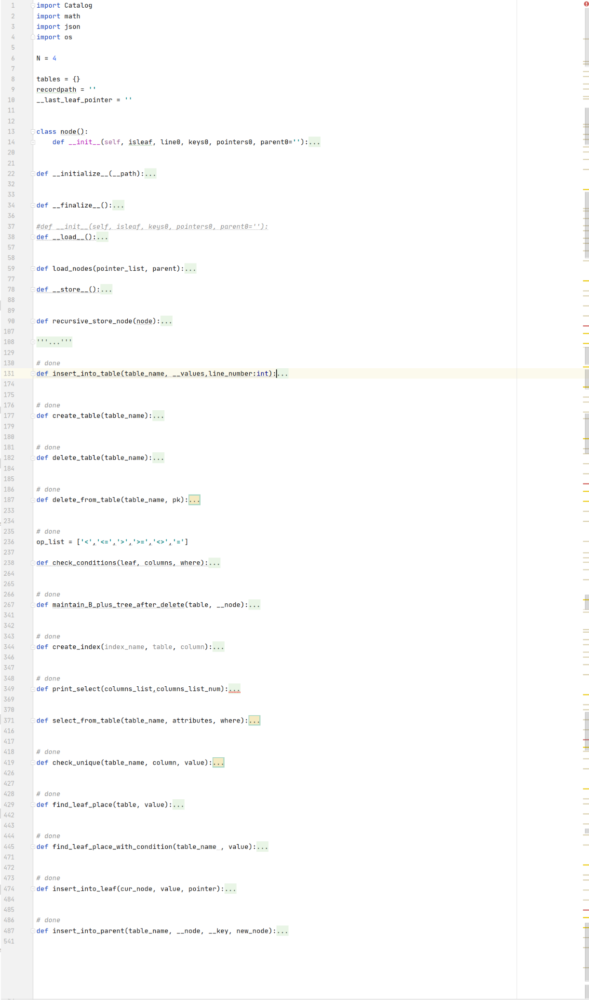 1 import Catalog
2 import math
3 import json
4 import os
5
6 N = 4
7
8 tables = {}
9 recordpath = ''
10 __last_leaf_pointer = ''
11
12
13 class node():
14     def __init__(self, isleaf, line0, keys0, pointers0, parent0=''):...
20
21
22 def __initialize__(__path):...
32
33
34 def __finalize__():...
36
37 #def __init__(self, isleaf, keys0, pointers0, parent0=''):
38 def __load__():...
57
58
59 def load_nodes(pointer_list, parent):...
77
78 def __store__():...
88
89
90 def recursive_store_node(node):...
107
108 '''...'''
129
130 # done
131 def insert_into_table(table_name, __values,line_number:int):...
174
175
176 # done
177 def create_table(table_name):...
179
180
181 # done
182 def delete_table(table_name):...
184
185
186 # done
187 def delete_from_table(table_name, pk):...
233
234
235 # done
236 op_list = ['<','<=','>','>=','<>','=']
237
238 def check_conditions(leaf, columns, where):...
264
265
266 # done
267 def maintain_B_plus_tree_after_delete(table, __node):...
341
342
343 # done
344 def create_index(index_name, table, column):...
346
347
348 # done
349 def print_select(columns_list,columns_list_num):...
369
370
371 def select_from_table(table_name, attributes, where):...
416
417
418 # done
419 def check_unique(table_name, column, value):...
426
427
428 # done
429 def find_leaf_place(table, value):...
442
443
444 # done
445 def find_leaf_place_with_condition(table_name , value):...
471
472
473 # done
474 def insert_into_leaf(cur_node, value, pointer):...
484
485
486 # done
487 def insert_into_parent(table_name, __node, __key, new_node):...
541